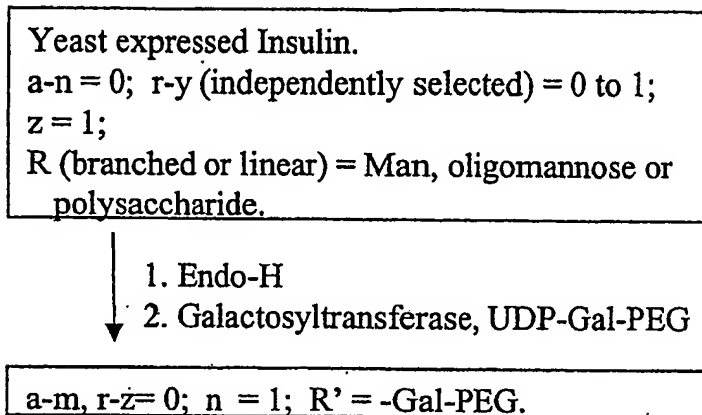 Yeast expressed Insulin.
a-n = 0; r-y (independently selected) = 0 to 1;
z = 1;
R (branched or linear) = Man, oligomannose or
polysaccharide.
1. Endo-H
2. Galactosyltransferase, UDP-Gal-PEG
a-m, r-z= 0; n = 1; R' = -Gal-PEG.